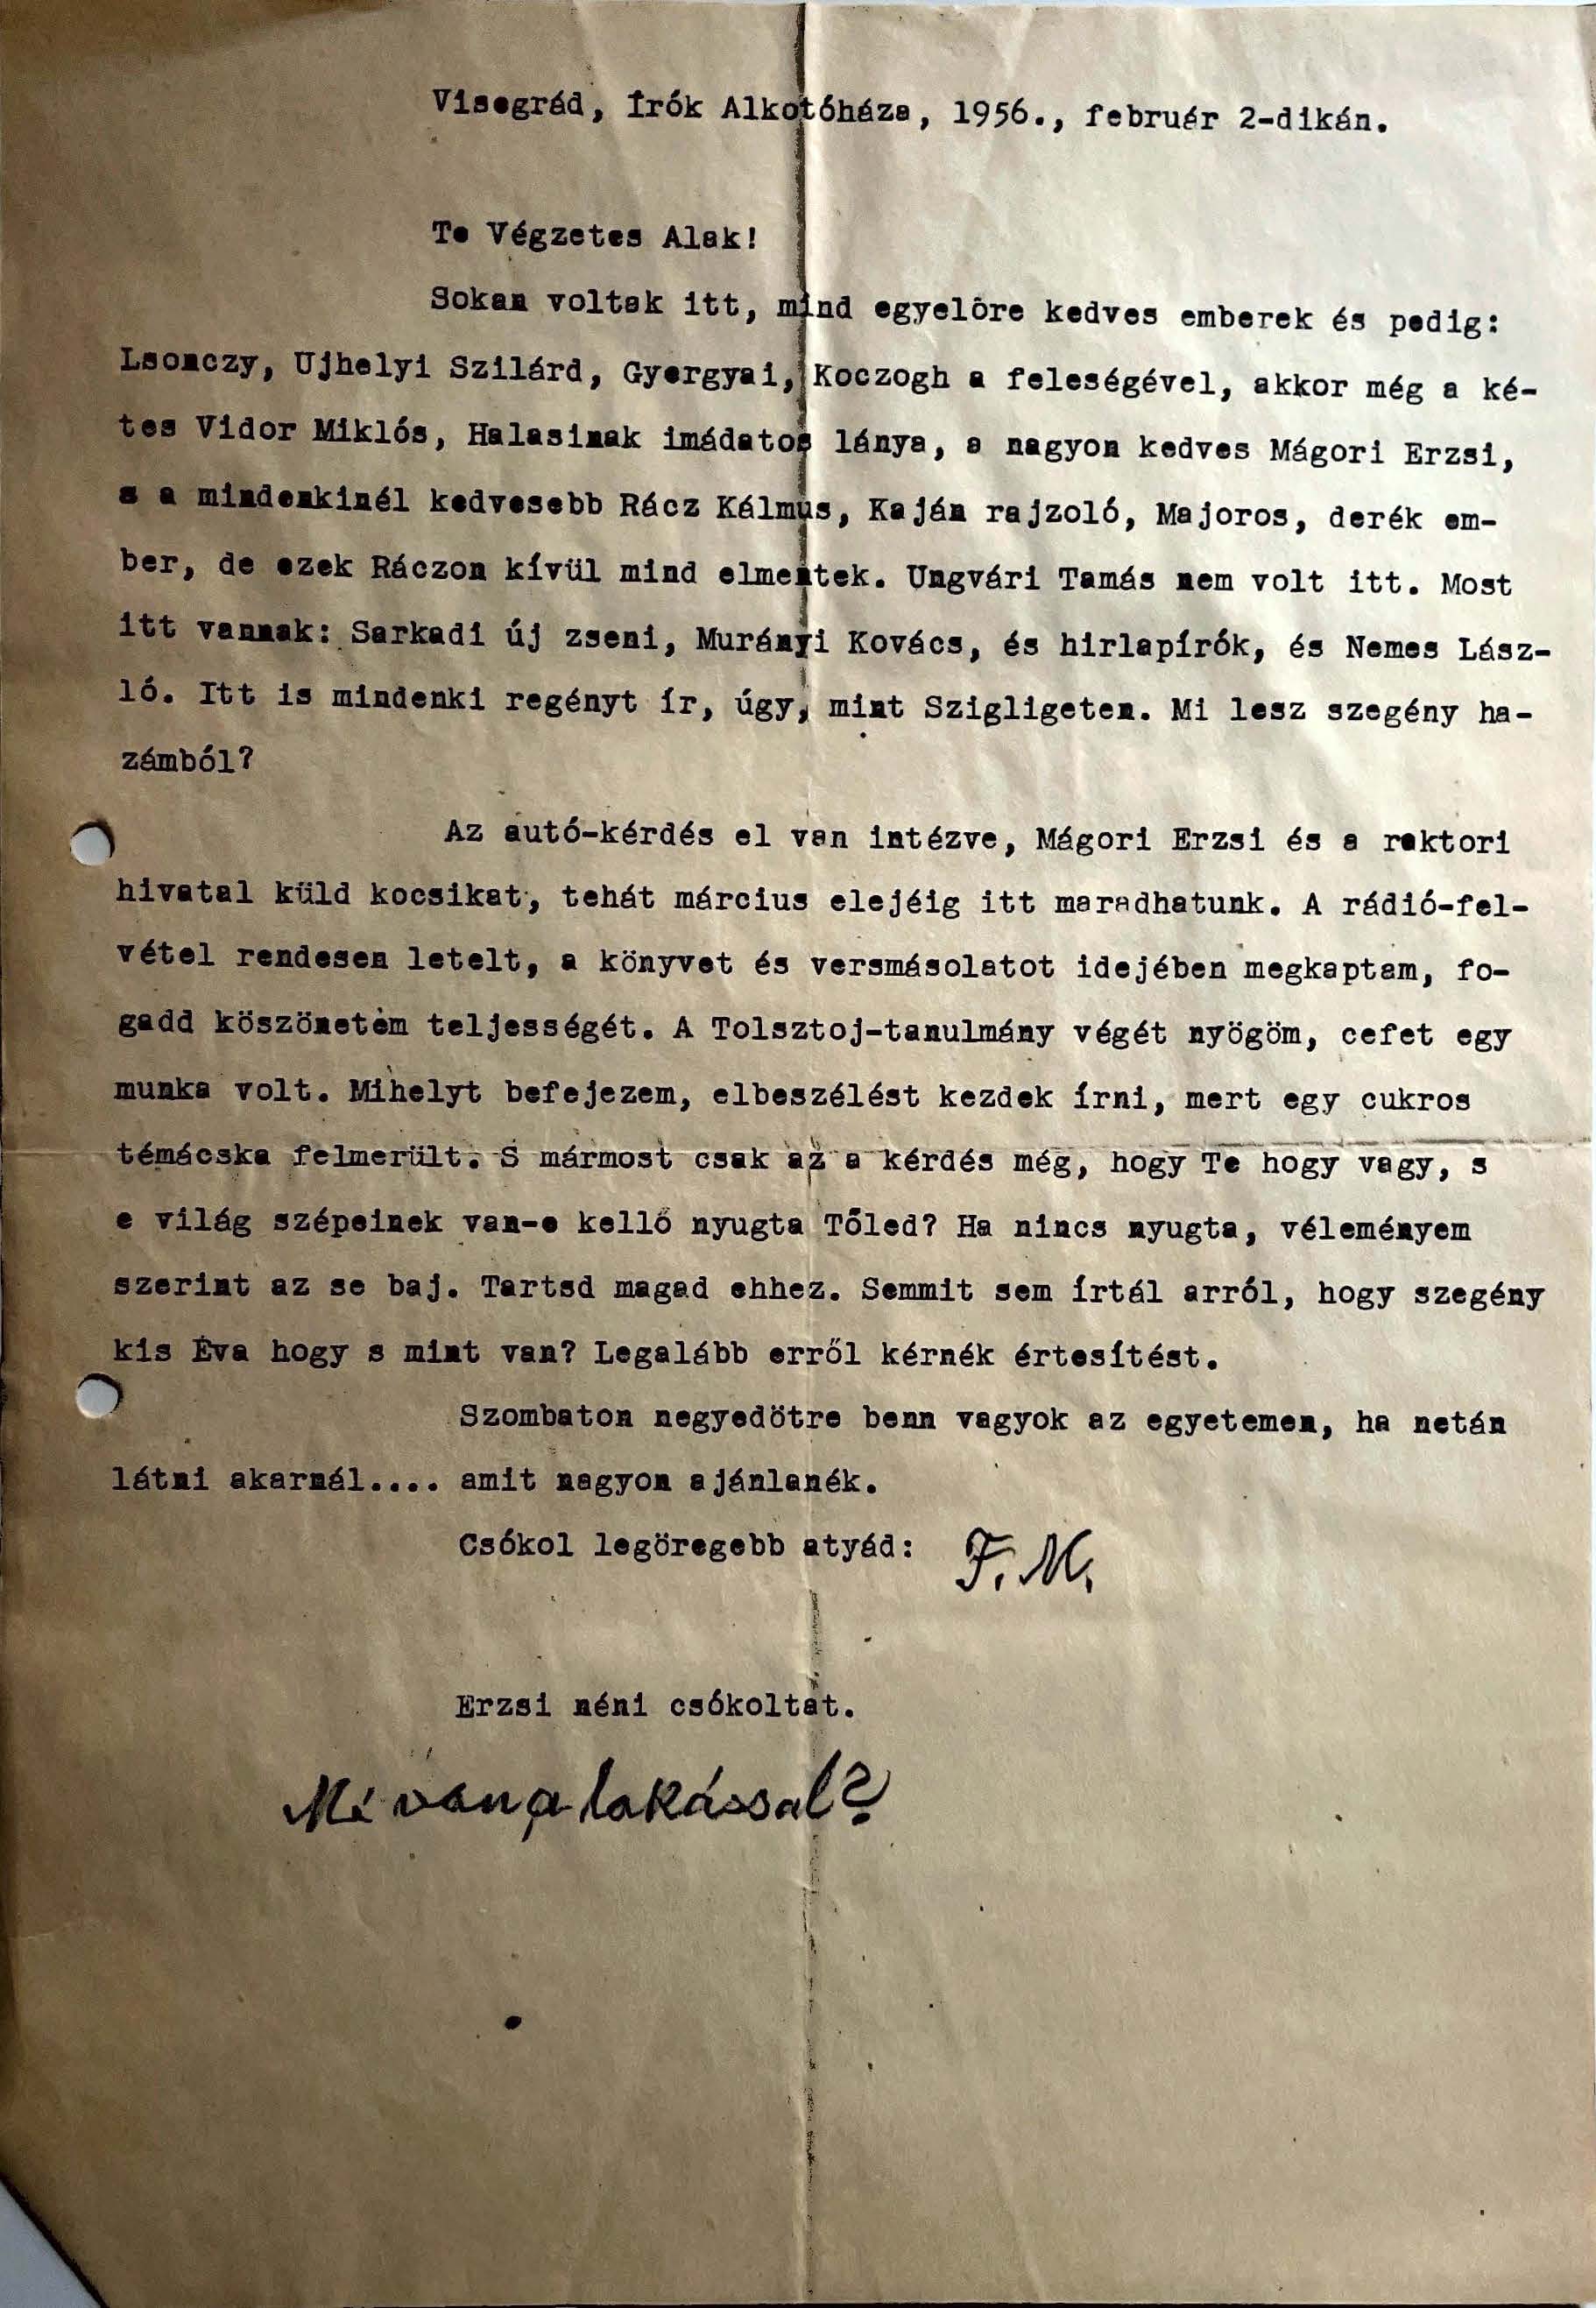 Visegrád, Írók Alkotóháza, 1956., február 2-dikán.
Te Végzetes Alak!
Sokan voltak itt, mind egyelőre kedves emberek és pedig:
Lsonczy, Ujhelyi Szilárd, Gyergyai, Koczogh a feleségével, akkor még a ké-
tes Vidor Miklós, Halasinak imádatos lánya, a nagyon kedves Mágori Erzsi,
s a mindenkinél kedvesebb Rácz Kálmus, Kaján rajzoló, Majoros, derék em-
ber, de ezek Ráczon kívül mind elmentek. Ungvári Tamás nem volt itt. Most
itt vannak: Sarkadi új zseni, Murányi Kovács, és hirlapírók, és Nemes Lász-
ló. Itt is mindenki regényt ír, úgy, mint Szigligeten. Mi lesz szegény ha-
zámból?
Az autó-kérdés el van intézve, Mágori Erzsi és a rektori
hivatal küld kocsikat, tehát március elejéig itt maradhatunk. A rádió-fel-
vétel rendesen letelt, a könyvet és versmásolatot idejében megkaptam, fo-
gadd köszönetem teljességét. A Tolsztoj-tanulmány végét nyögöm, cefet egy
munka volt. Mihelyt befejezem, elbeszélést kezdek írni, mert egy cukros
témácska felmerült. S mármost csak az a kérdés még, hogy Te hogy vagy, s
e világ szépeinek van-e kellő nyugta Tőled? Ha nincs nyugta, véleményem
szerint az se baj. Tartsd magad ehhez. Semmit sem írtál arról, hogy szegény
kis Éva hogy s mint van? Legalább erről kérnék értesítést.
Szombaton negyedötre benn vagyok az egyetemen, ha netán
látni akarnál.... amit nagyon ajánlanék.
Csókol legöregebb atyád: F. M.
Erzsi néni csókoltat.
Mi van a lakással?